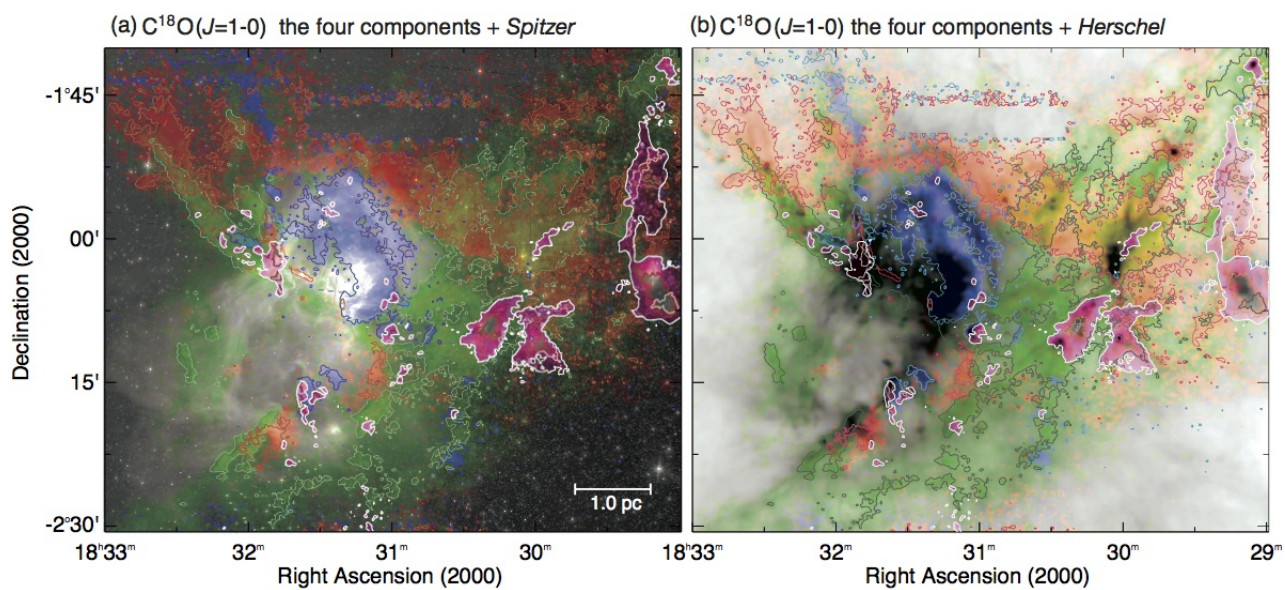 (a) C¹⁸O(J=1-0) the four components + Spitzer
(b) C¹⁸O(J=1-0) the four components + Herschel
-1°45'
00'
15'
-2°30'
Declination (2000)
1.0 pc
18ʰ33ᵐ 32ᵐ 31ᵐ 30ᵐ 18ʰ33ᵐ 32ᵐ 31ᵐ 30ᵐ 29ᵐ
Right Ascension (2000) Right Ascension (2000)